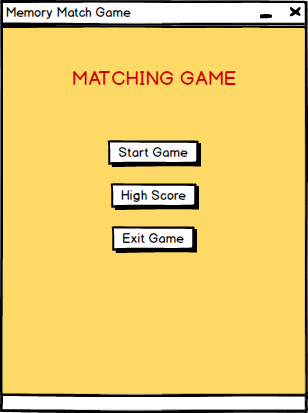 Memory Match Game
MATCHING GAME
Start Game
High Score
Exit Game